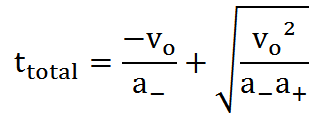 t_total = -v_o/a_- + √(v_o²/(a_-a_+))